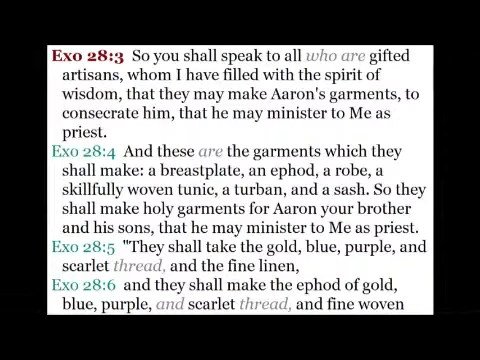 Exo 28:3 So you shall speak to all who are gifted
artisans, whom I have filled with the spirit of
wisdom, that they may make Aaron's garments, to
consecrate him, that he may minister to Me as
priest.
Exo 28:4 And these are the garments which they
shall make: a breastplate, an ephod, a robe, a
skillfully woven tunic, a turban, and a sash. So they
shall make holy garments for Aaron your brother
and his sons, that he may minister to Me as priest.
Exo 28:5 "They shall take the gold, blue, purple, and
scarlet thread, and the fine linen,
Exo 28:6 and they shall make the ephod of gold,
blue, purple, and scarlet thread, and fine woven